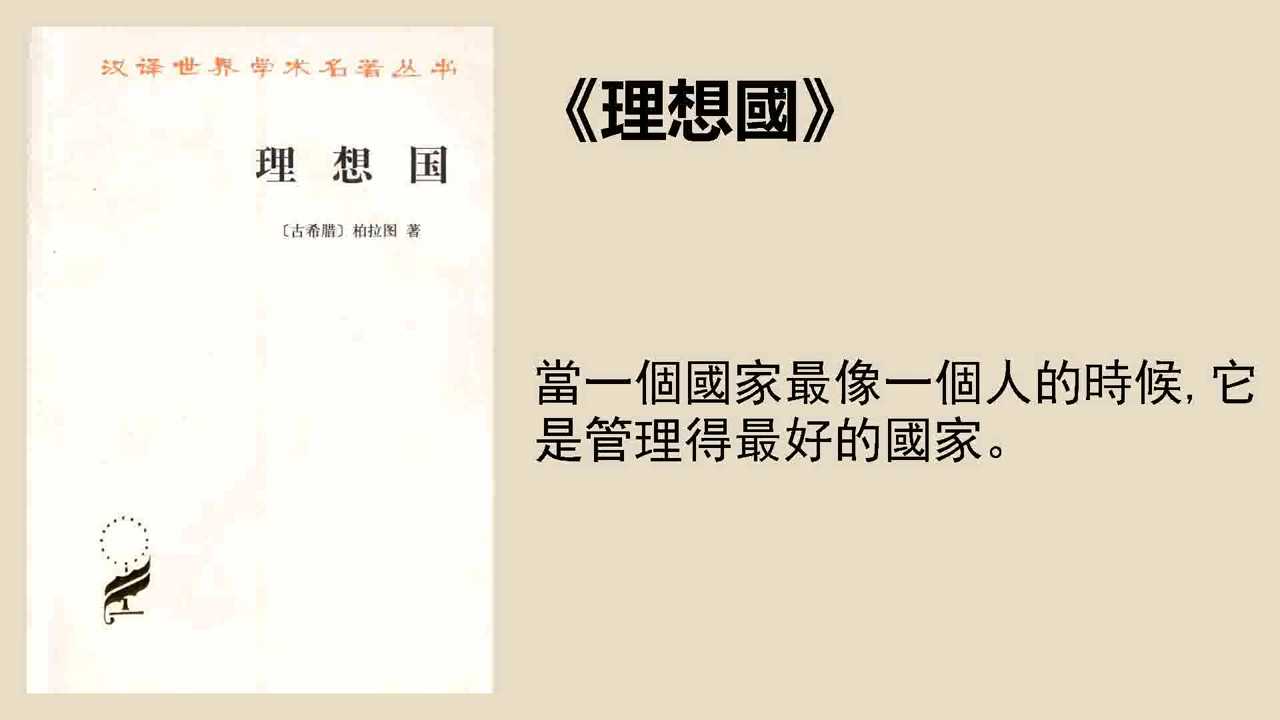 汉译世界学术名著丛书
理想国
〔古希腊〕柏拉图 著
《理想國》
當一個國家最像一個人的時候,它
是管理得最好的國家。